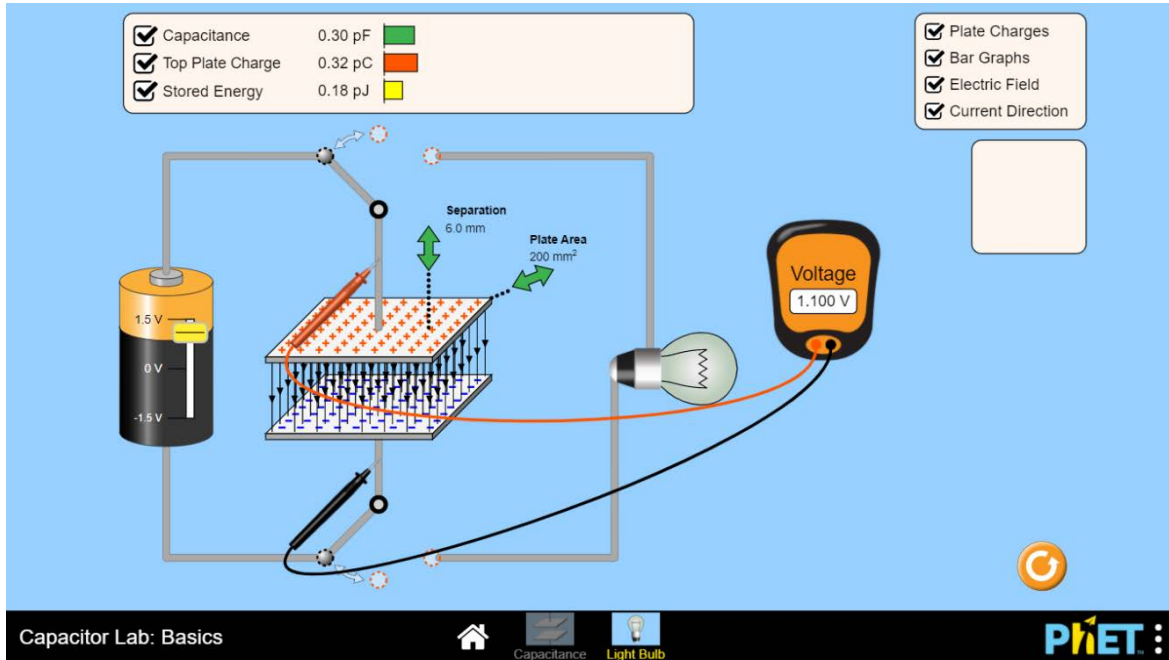 Capacitance 0.30 pF
Top Plate Charge 0.32 pC
Stored Energy 0.18 pJ
Plate Charges
Bar Graphs
Electric Field
Current Direction
Separation
6.0 mm
Plate Area
200 mm²
1.5 V
0 V
-1.5 V
Voltage
1.100 V
Capacitor Lab: Basics
Capacitance
Light Bulb
PhET